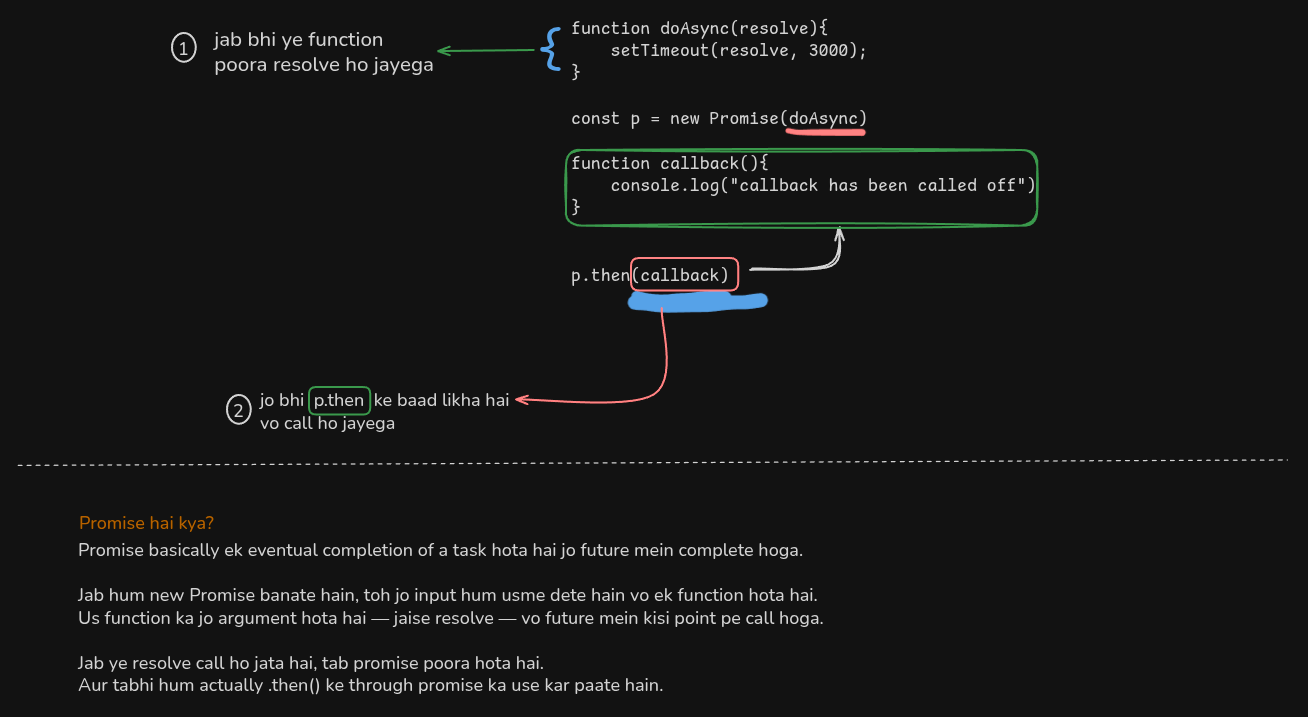 1
jab bhi ye function
poora resolve ho jayega
function doAsync(resolve){
    setTimeout(resolve, 3000);
}
const p = new Promise(doAsync)
function callback(){
    console.log("callback has been called off")
}
p.then(callback)
2
jo bhi p.then ke baad likha hai
vo call ho jayega
Promise hai kya?
Promise basically ek eventual completion of a task hota hai jo future mein complete hoga.
Jab hum new Promise banate hain, toh jo input hum usme dete hain vo ek function hota hai.
Us function ka jo argument hota hai — jaise resolve — vo future mein kisi point pe call hoga.
Jab ye resolve call ho jata hai, tab promise poora hota hai.
Aur tabhi hum actually .then() ke through promise ka use kar paate hain.